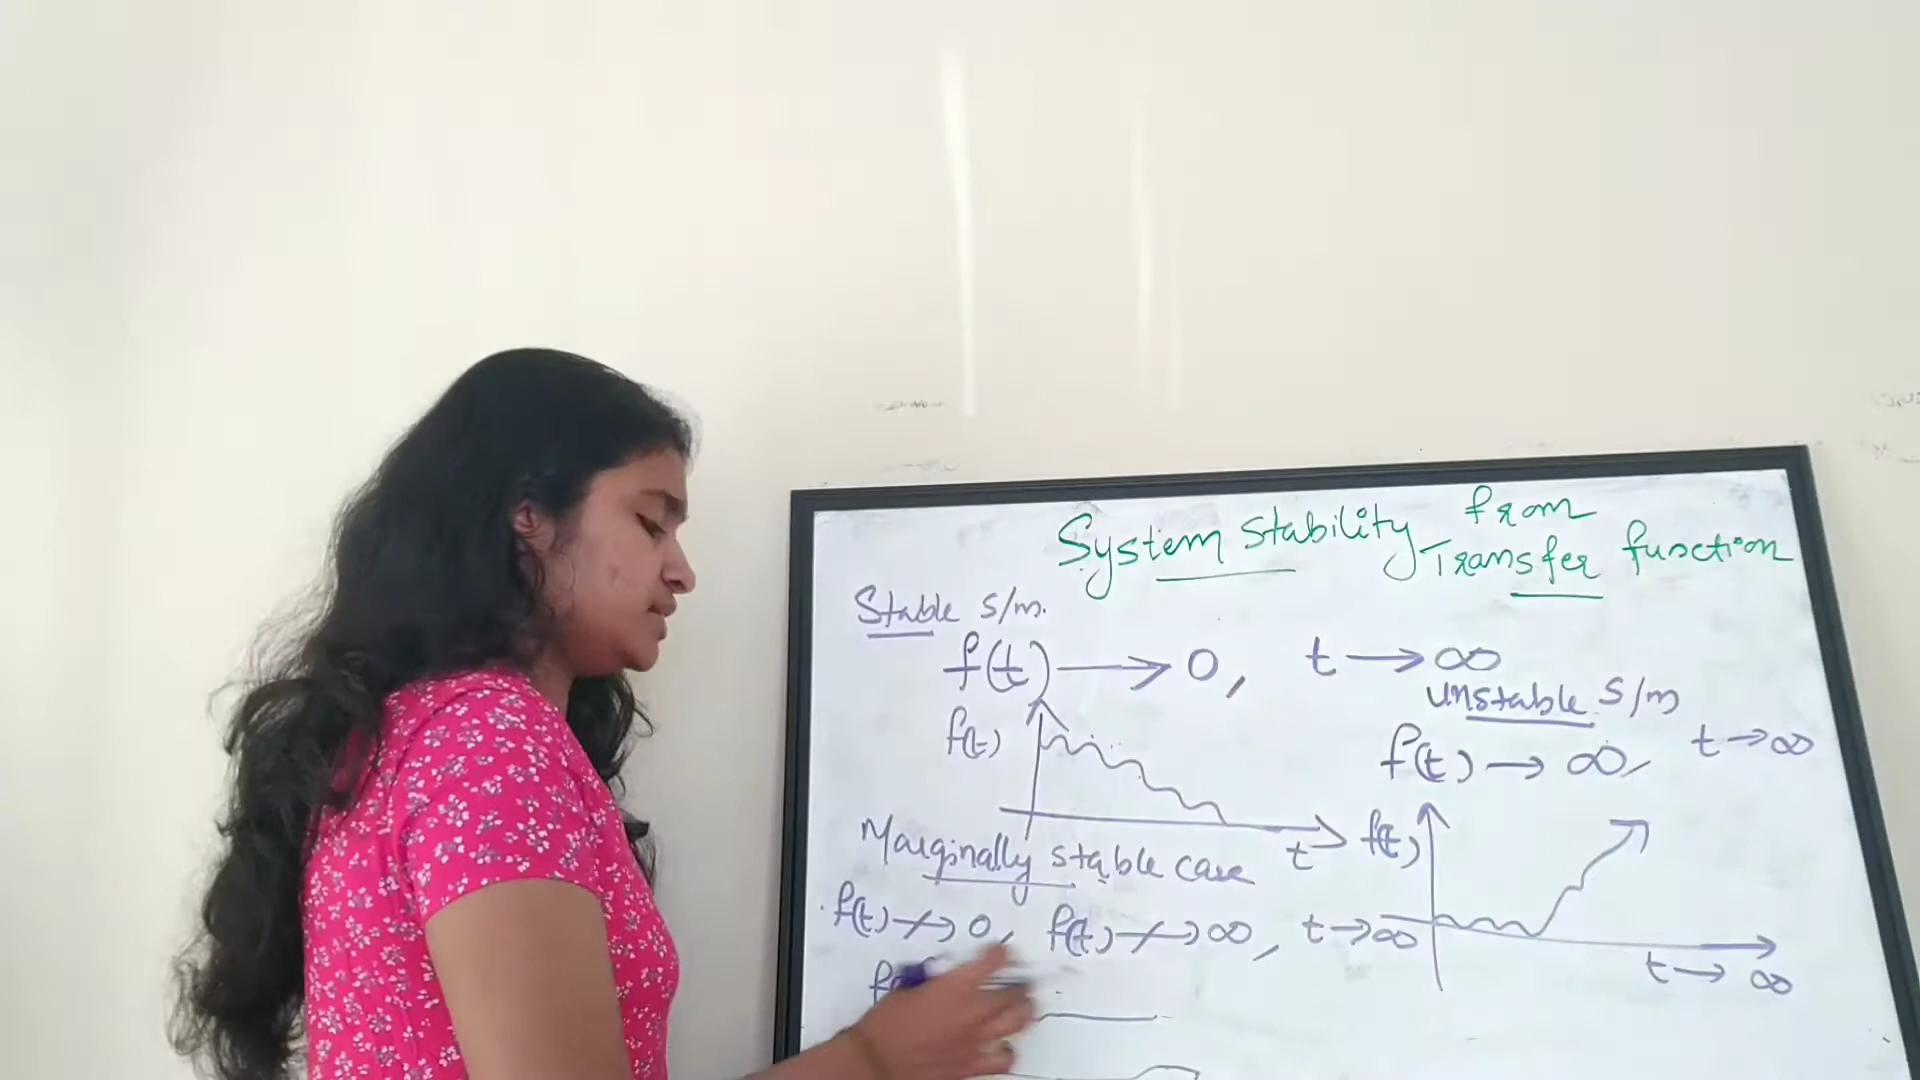 System Stability from
Transfer function
Stable S/m.
f(t) → 0, t → ∞
f(t)
t
Unstable S/m
f(t) → ∞, t → ∞
f(t)
t → ∞
Marginally stable case
f(t) ↛ 0, f(t) ↛ ∞, t → ∞